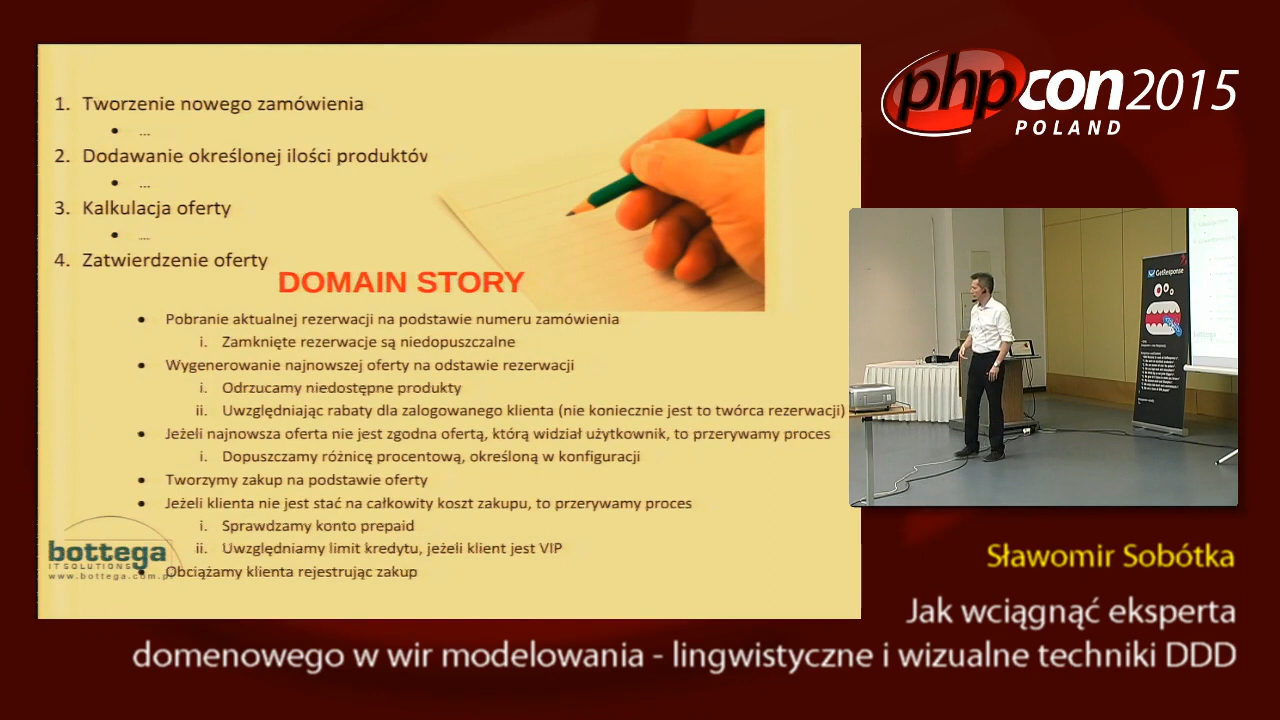 1. Tworzenie nowego zamówienia
• ...
2. Dodawanie określonej ilości produktów
• ...
3. Kalkulacja oferty
• ....
4. Zatwierdzenie oferty
DOMAIN STORY
• Pobranie aktualnej rezerwacji na podstawie numeru zamówienia
i. Zamknięte rezerwacje są niedopuszczalne
• Wygenerowanie najnowszej oferty na odstawie rezerwacji
i. Odrzucamy niedostępne produkty
ii. Uwzględniając rabaty dla zalogowanego klienta (nie koniecznie jest to twórca rezerwacji)
• Jeżeli najnowsza oferta nie jest zgodna ofertą, którą widział użytkownik, to przerywamy proces
i. Dopuszczamy różnicę procentową, określoną w konfiguracji
• Tworzymy zakup na podstawie oferty
• Jeżeli klienta nie jest stać na całkowity koszt zakupu, to przerywamy proces
i. Sprawdzamy konto prepaid
ii. Uwzględniamy limit kredytu, jeżeli klient jest VIP
• Obciążamy klienta rejestrując zakup
bottega
IT SOLUTIONS
www.bottega.com.pl
phpcon 2015
POLAND
GetResponse
Sławomir Sobótka
Jak wciągnąć eksperta
domenowego w wir modelowania - lingwistyczne i wizualne techniki DDD